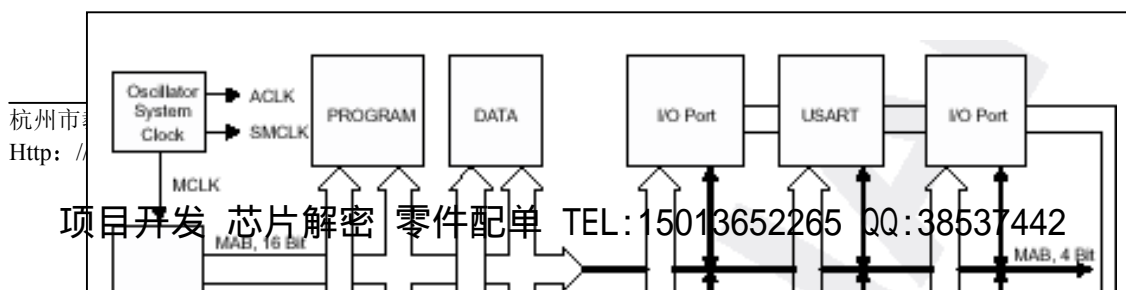 Oscillator
System
Clock
ACLK
SMCLK
PROGRAM
DATA
I/O Port
USART
I/O Port
杭州市
Http：//
MCLK
项目开发 芯片解密 零件配单 TEL:15013652265 QQ:38537442
MAB, 16 Bit
MAB, 4 Bit